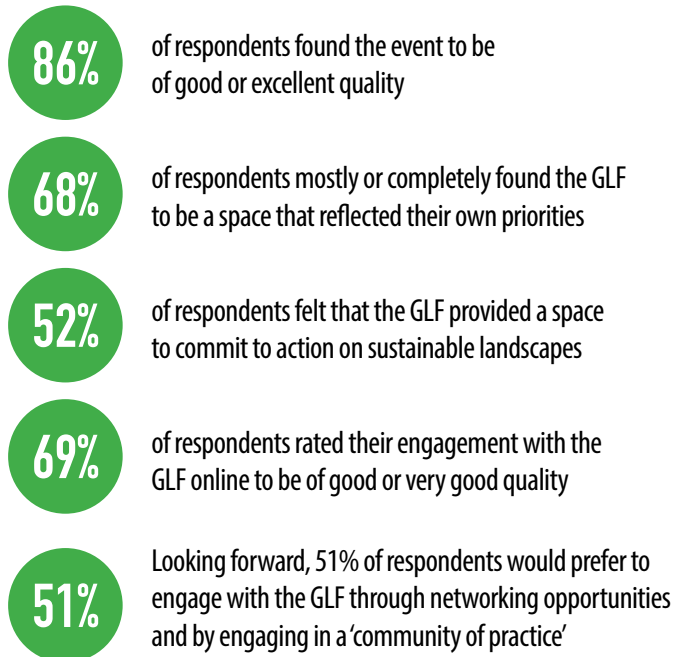 86%
of respondents found the event to be
of good or excellent quality
68%
of respondents mostly or completely found the GLF
to be a space that reflected their own priorities
52%
of respondents felt that the GLF provided a space
to commit to action on sustainable landscapes
69%
of respondents rated their engagement with the
GLF online to be of good or very good quality
51%
Looking forward, 51% of respondents would prefer to
engage with the GLF through networking opportunities
and by engaging in a ‘community of practice’